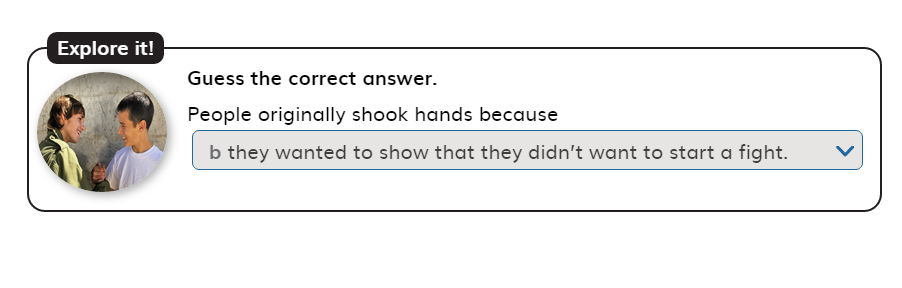 Explore it!
Guess the correct answer.
People originally shook hands because
b they wanted to show that they didn’t want to start a fight.